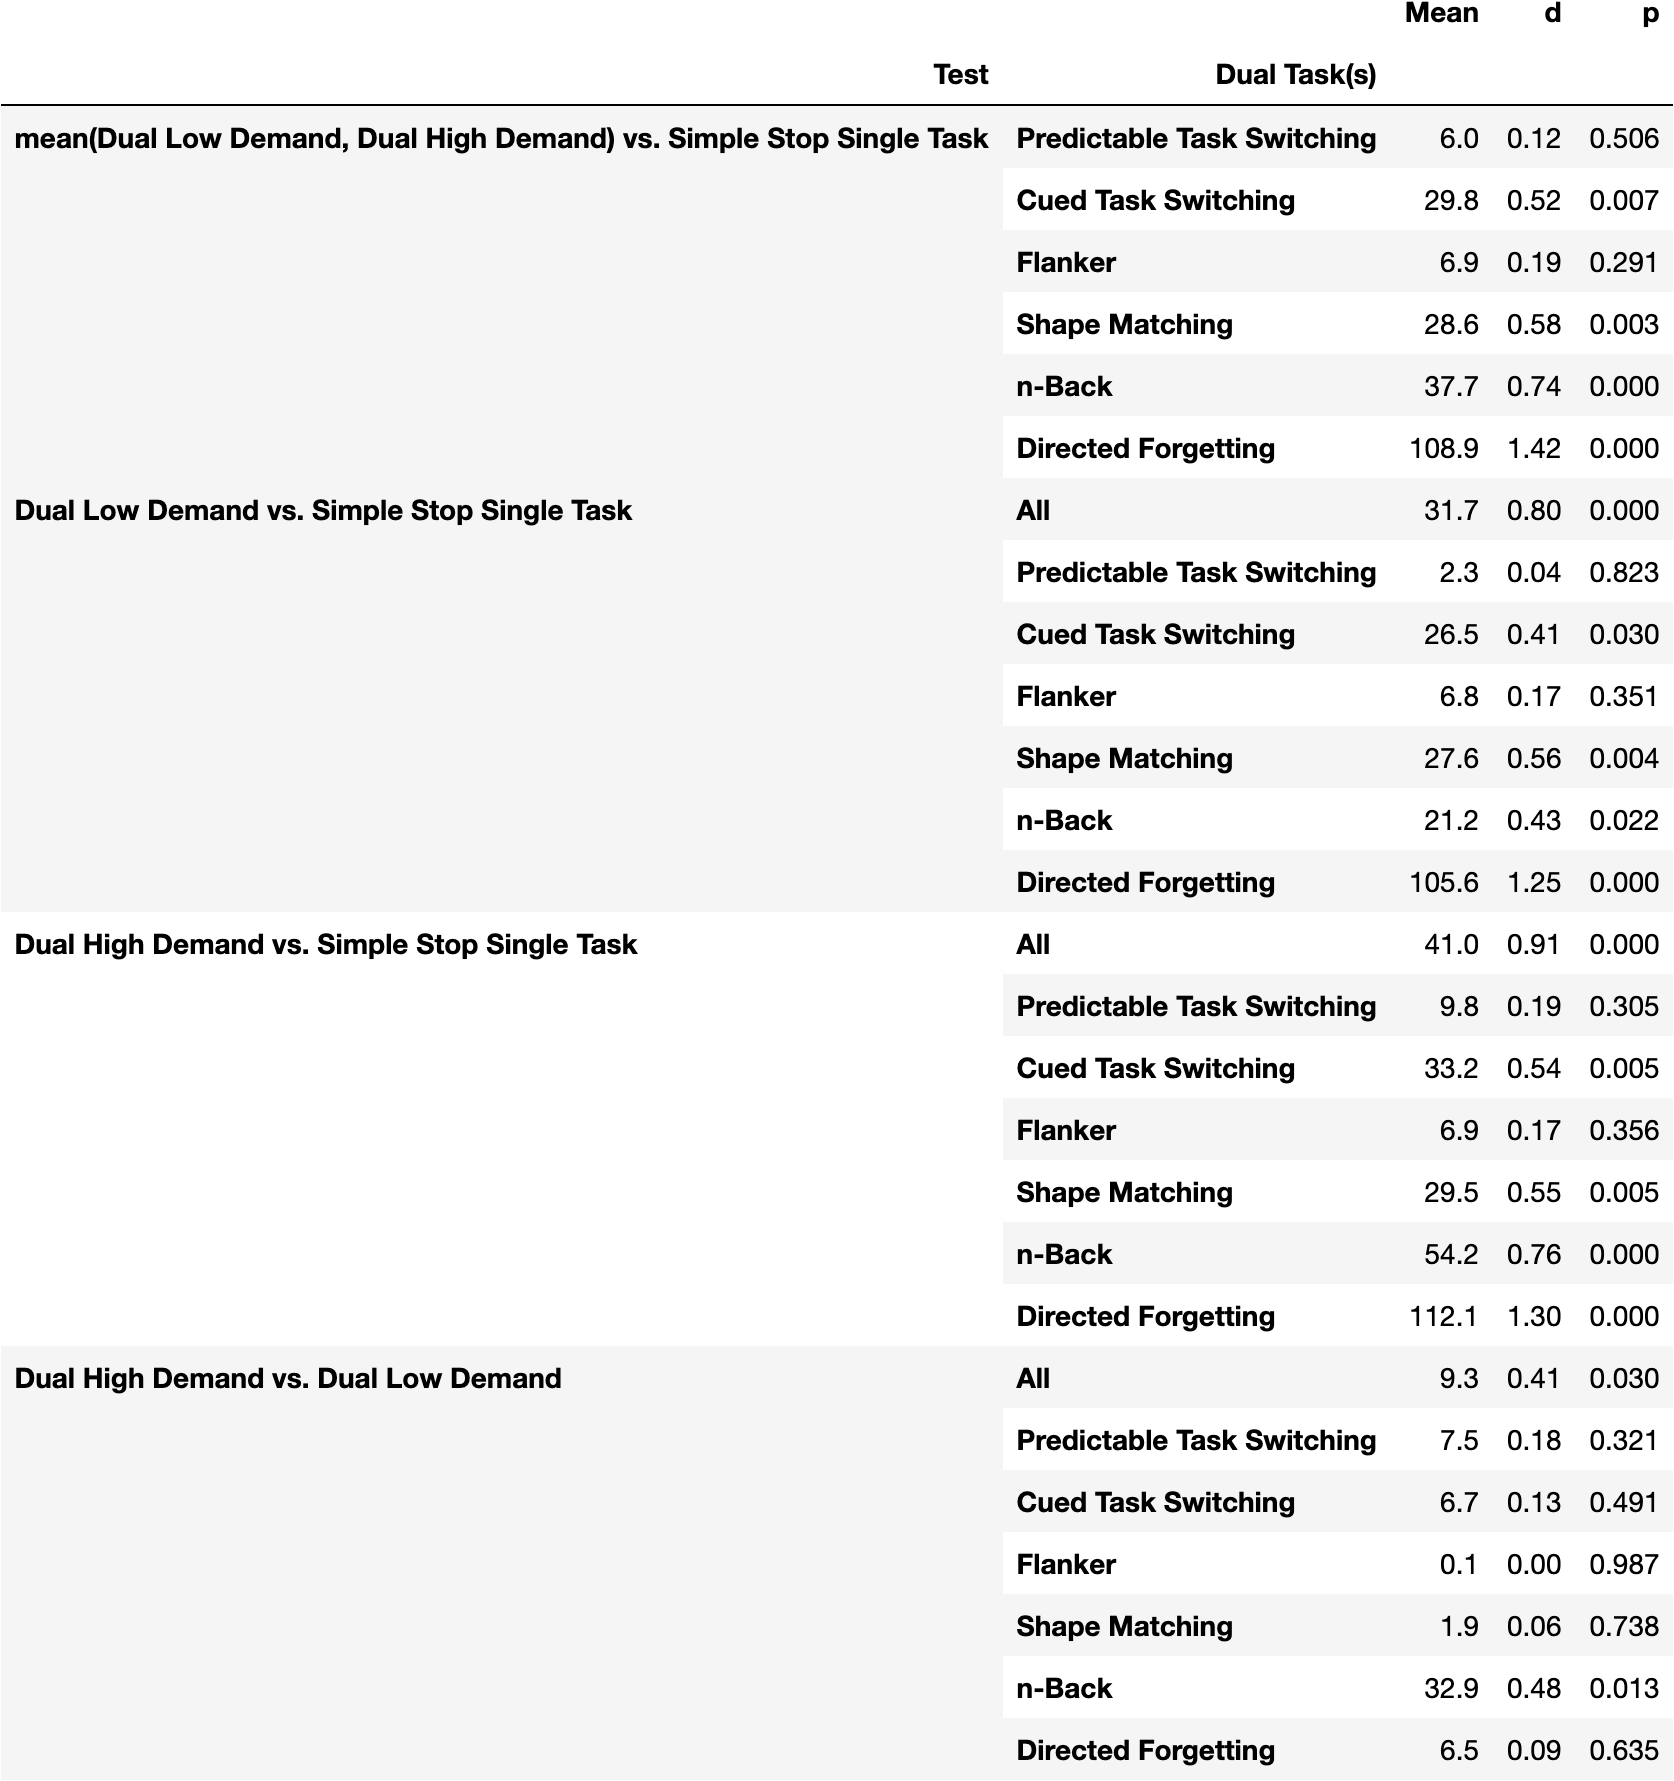 Mean d p
Test Dual Task(s)
mean(Dual Low Demand, Dual High Demand) vs. Simple Stop Single Task Predictable Task Switching 6.0 0.12 0.506
Cued Task Switching 29.8 0.52 0.007
Flanker 6.9 0.19 0.291
Shape Matching 28.6 0.58 0.003
n-Back 37.7 0.74 0.000
Directed Forgetting 108.9 1.42 0.000
Dual Low Demand vs. Simple Stop Single Task All 31.7 0.80 0.000
Predictable Task Switching 2.3 0.04 0.823
Cued Task Switching 26.5 0.41 0.030
Flanker 6.8 0.17 0.351
Shape Matching 27.6 0.56 0.004
n-Back 21.2 0.43 0.022
Directed Forgetting 105.6 1.25 0.000
Dual High Demand vs. Simple Stop Single Task All 41.0 0.91 0.000
Predictable Task Switching 9.8 0.19 0.305
Cued Task Switching 33.2 0.54 0.005
Flanker 6.9 0.17 0.356
Shape Matching 29.5 0.55 0.005
n-Back 54.2 0.76 0.000
Directed Forgetting 112.1 1.30 0.000
Dual High Demand vs. Dual Low Demand All 9.3 0.41 0.030
Predictable Task Switching 7.5 0.18 0.321
Cued Task Switching 6.7 0.13 0.491
Flanker 0.1 0.00 0.987
Shape Matching 1.9 0.06 0.738
n-Back 32.9 0.48 0.013
Directed Forgetting 6.5 0.09 0.635